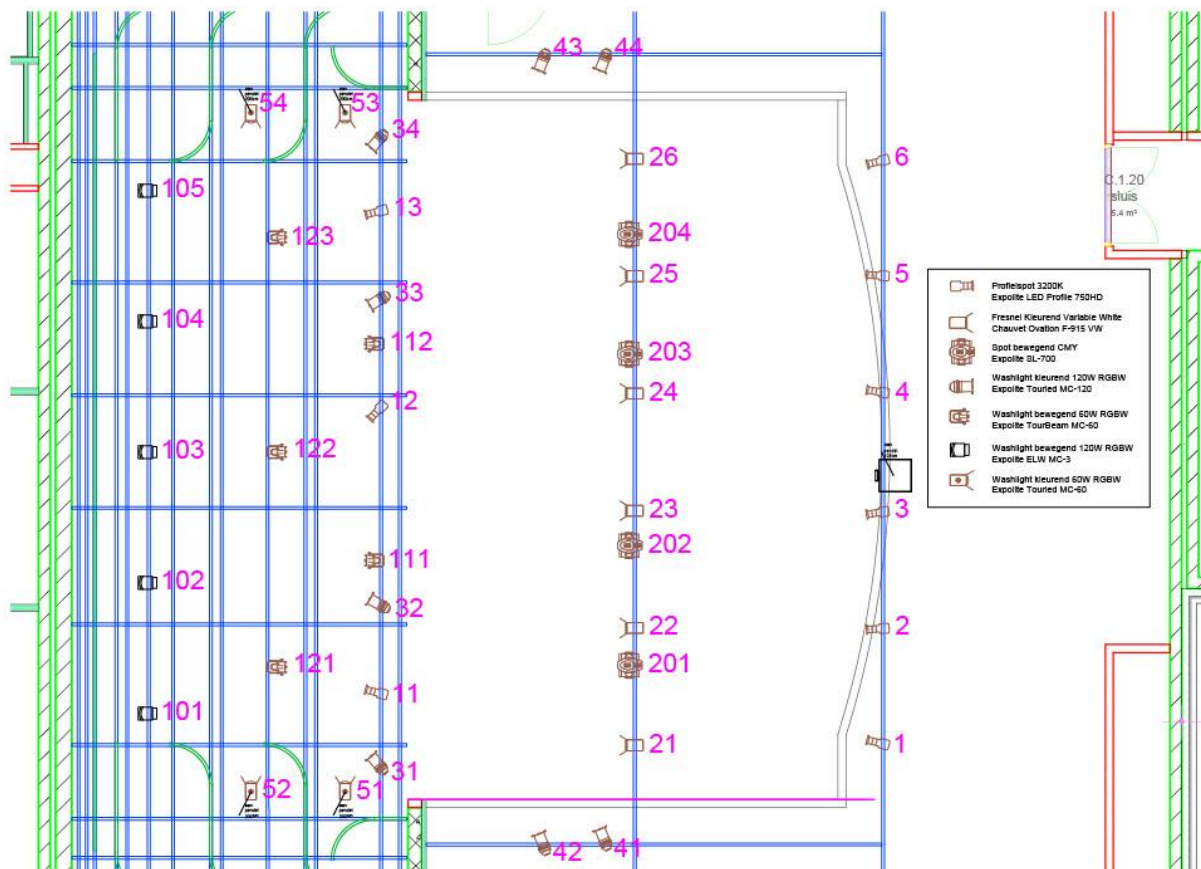 43 44
54 53
34
26 6
105
13
123 204
25 5
33
104
112 203
24 4
12
103 122
23 3
202
111
102 32
22 2
121 201
11
101
21 1
31
52 51
42 41
C.1.20
sluis
5.4 m²
Profielspot 3200K
Expolite LED Profile 750HD
Fresnel Kleurend Variable White
Chauvet Ovation F-915 VW
Spot bewegend CMY
Expolite SL-700
Washlight kleurend 120W RGBW
Expolite Tourled MC-120
Washlight bewegend 60W RGBW
Expolite TourBeam MC-60
Washlight bewegend 120W RGBW
Expolite ELW MC-3
Washlight kleurend 60W RGBW
Expolite Tourled MC-60